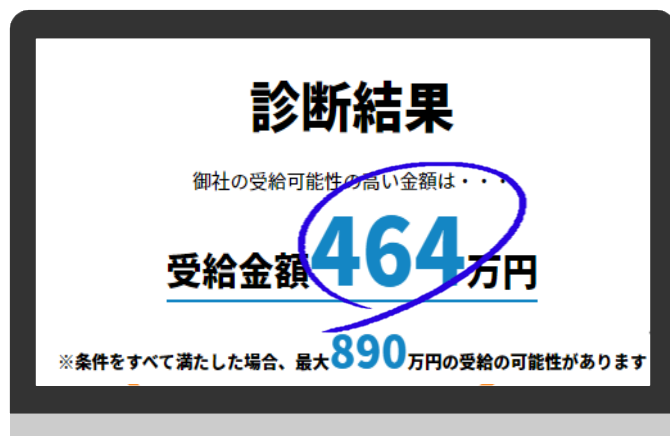 診断結果
御社の受給可能性の高い金額は・・・
受給金額464万円
※条件をすべて満たした場合、最大890万円の受給の可能性があります